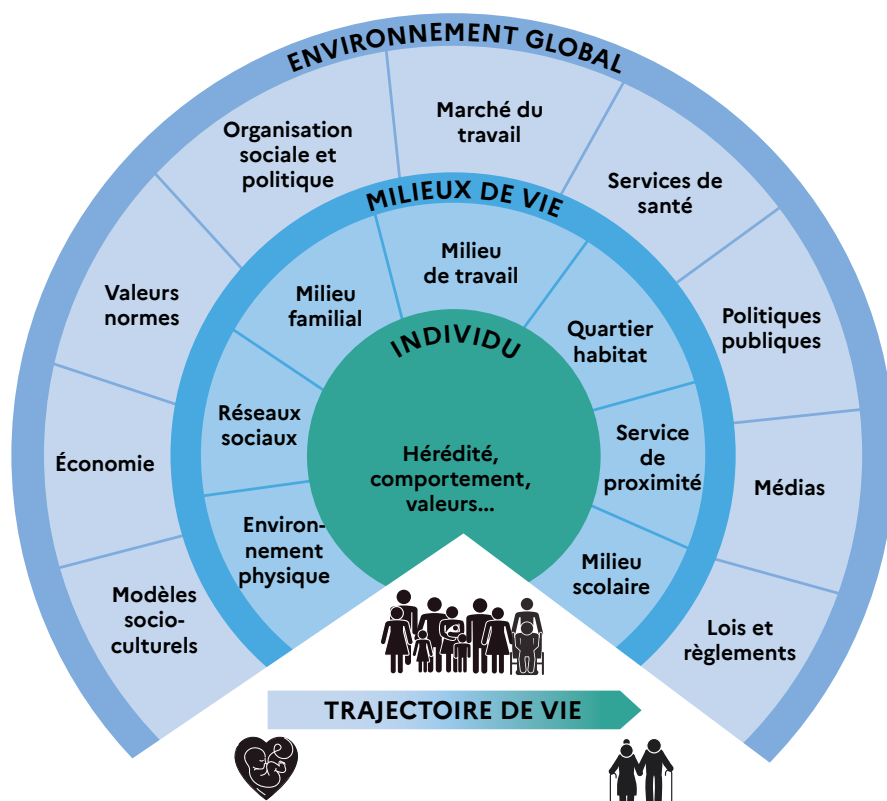 ENVIRONNEMENT GLOBAL
Organisation
sociale et
politique
Marché du
travail
Services de
santé
Valeurs
normes
Politiques
publiques
Économie
Médias
Modèles
socio-
culturels
Lois et
règlements
MILIEUX DE VIE
Milieu
familial
Milieu
de travail
Quartier
habitat
Réseaux
sociaux
Service
de
proximité
Environ-
nement
physique
Milieu
scolaire
INDIVIDU
Hérédité,
comportement,
valeurs...
TRAJECTOIRE DE VIE